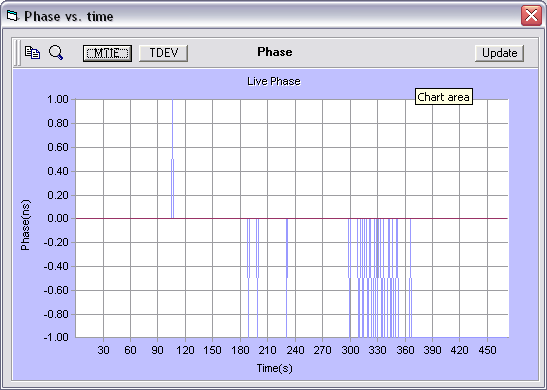 Phase vs. time
MTIE TDEV Phase Update
Live Phase
Chart area
1.00
0.80
0.60
0.40
0.20
0.00
-0.20
-0.40
-0.60
-0.80
-1.00
Phase(ns)
30 60 90 120 150 180 210 240 270 300 330 360 390 420 450
Time(s)